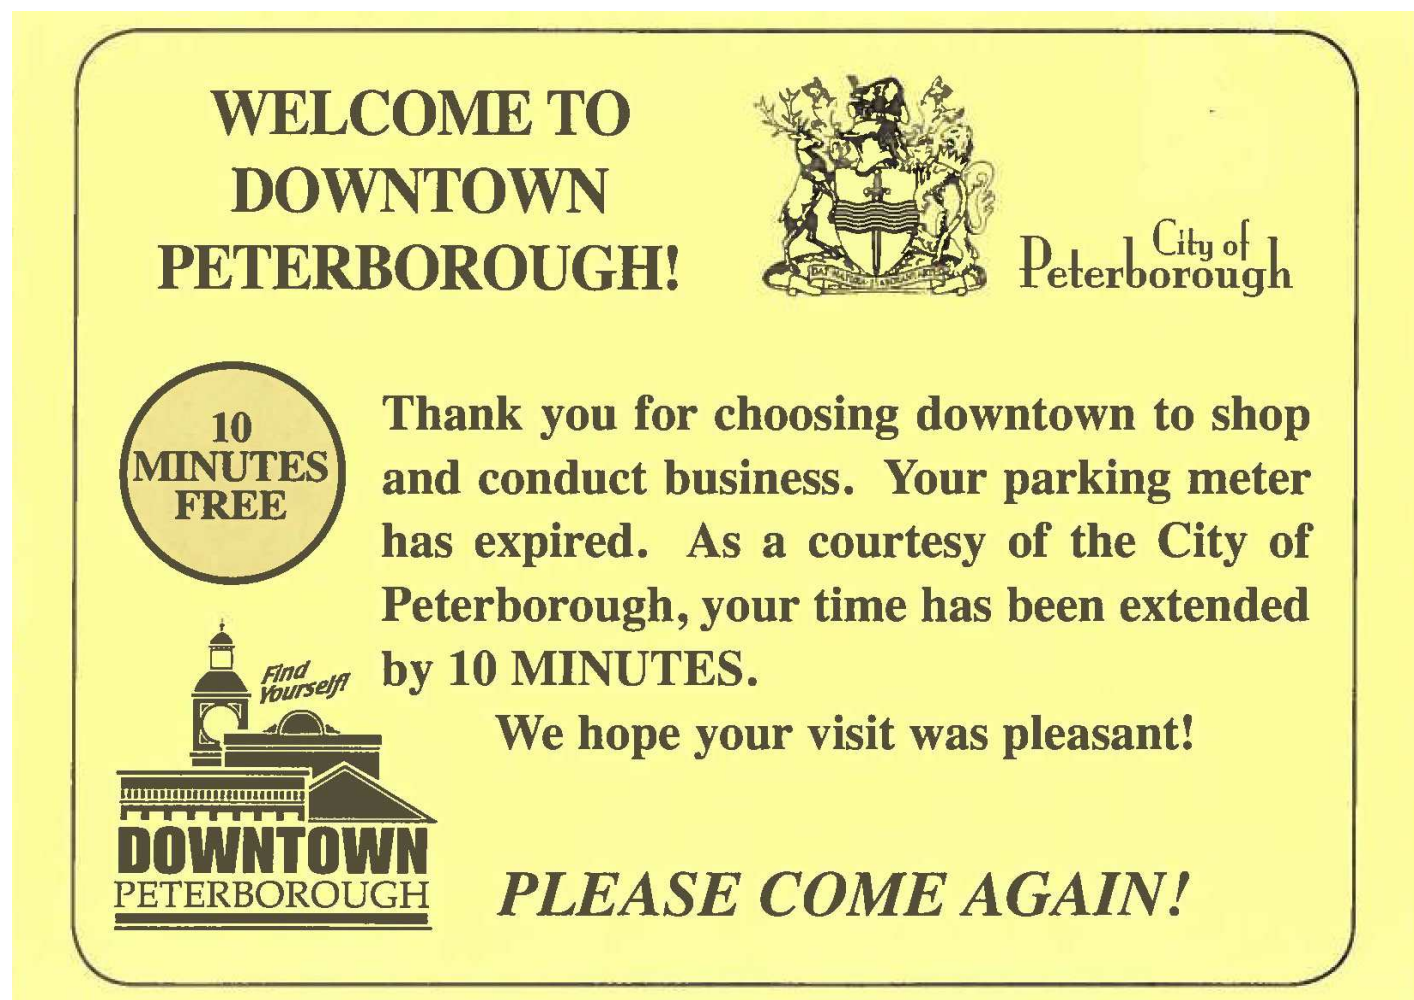 WELCOME TO
DOWNTOWN
PETERBOROUGH!
City of
Peterborough
10
MINUTES
FREE
Thank you for choosing downtown to shop
and conduct business. Your parking meter
has expired. As a courtesy of the City of
Peterborough, your time has been extended
by 10 MINUTES.
We hope your visit was pleasant!
Find
Yourself!
DOWNTOWN
PETERBOROUGH
PLEASE COME AGAIN!